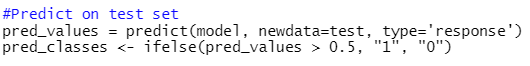 #Predict on test set
pred_values = predict(model, newdata=test, type='response')
pred_classes <- ifelse(pred_values > 0.5, "1", "0")